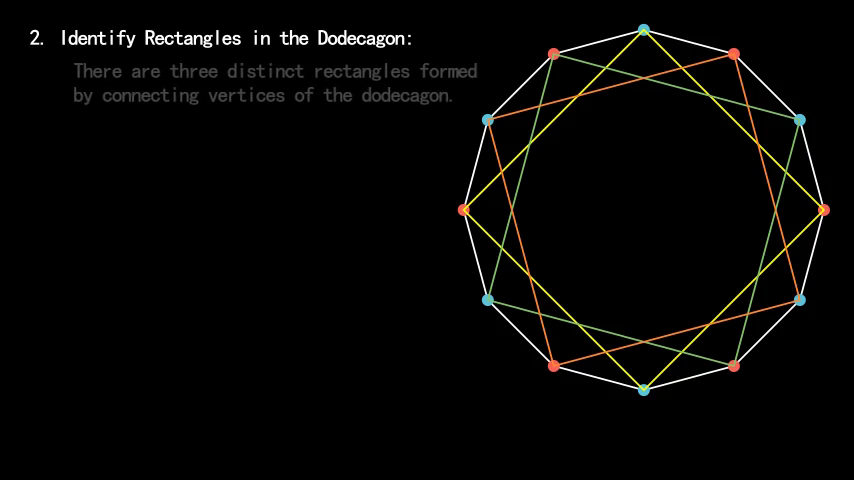 2. Identify Rectangles in the Dodecagon:
There are three distinct rectangles formed
by connecting vertices of the dodecagon.